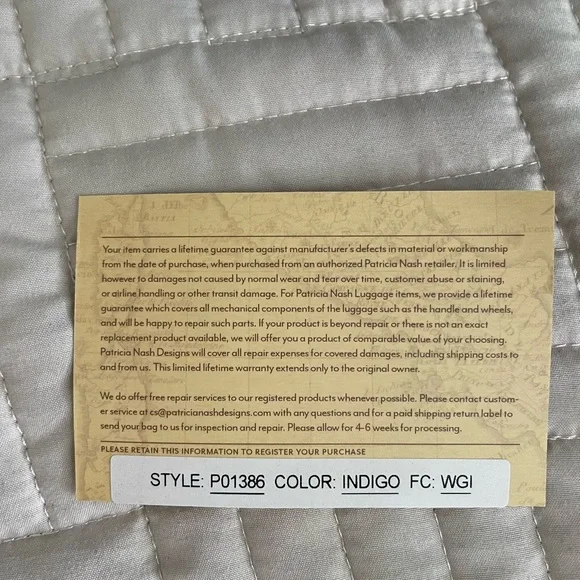 Your item carries a lifetime guarantee against manufacturer's defects in material or workmanship
from the date of purchase, when purchased from an authorized Patricia Nash retailer. It is limited
however to damages not caused by normal wear and tear over time, customer abuse or staining,
or airline handling or other transit damage. For Patricia Nash Luggage items, we provide a lifetime
guarantee which covers all mechanical components of the luggage such as the handle and wheels,
and will be happy to repair such parts. If your product is beyond repair or there is not an exact
replacement product available, we will offer you a product of comparable value of your choosing.
Patricia Nash Designs will cover all repair expenses for covered damages, including shipping costs to
and from us. This limited lifetime warranty extends only to the original owner.
We do offer free repair services to our registered products whenever possible. Please contact custom-
er service at cs@patricianashdesigns.com with any questions and for a paid shipping return label to
send your bag to us for inspection and repair. Please allow for 4-6 weeks for processing.
PLEASE RETAIN THIS INFORMATION TO REGISTER YOUR PURCHASE
STYLE: P01386 COLOR: INDIGO FC: WGI